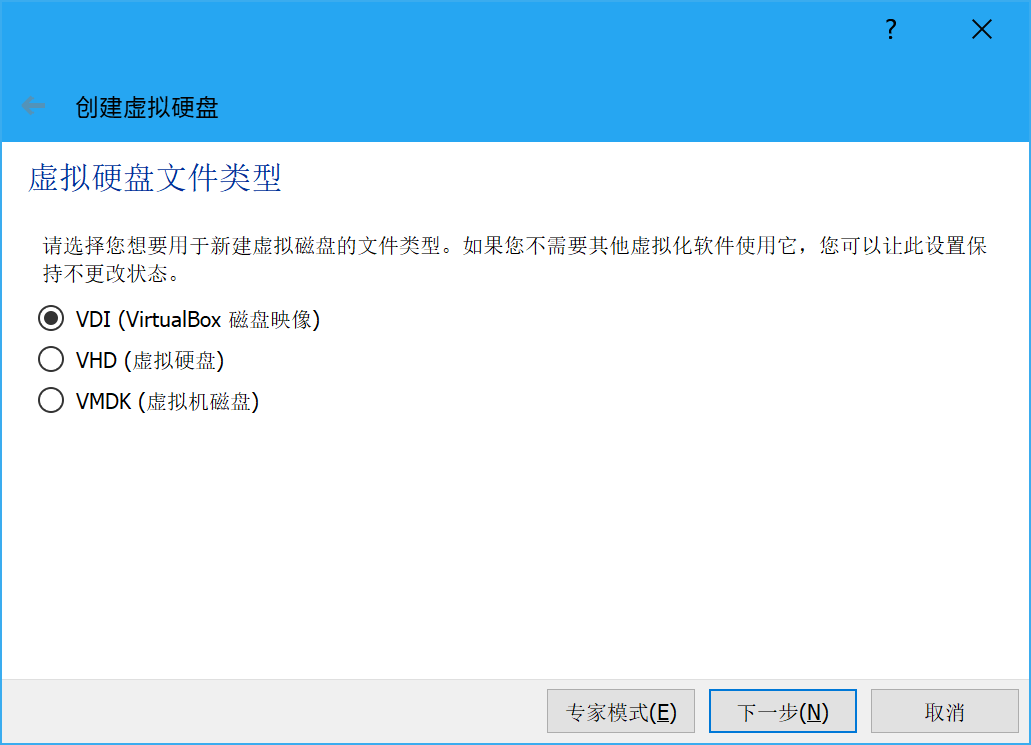 ?
创建虚拟硬盘
虚拟硬盘文件类型
请选择您想要用于新建虚拟磁盘的文件类型。如果您不需要其他虚拟化软件使用它，您可以让此设置保
持不更改状态。
VDI (VirtualBox 磁盘映像)
VHD (虚拟硬盘)
VMDK (虚拟机磁盘)
专家模式(E) 下一步(N) 取消